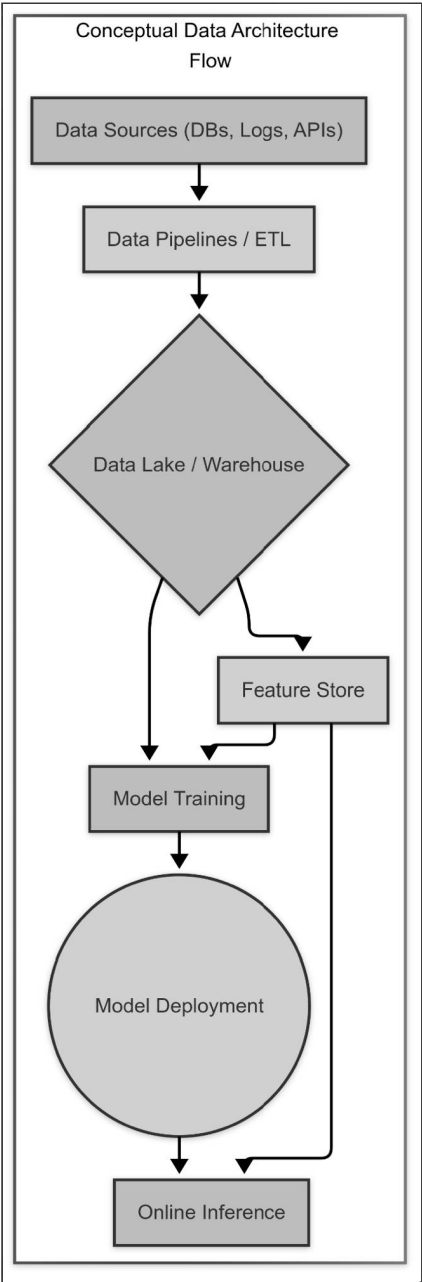 Conceptual Data Architecture
Flow
Data Sources (DBs, Logs, APIs)
Data Pipelines / ETL
Data Lake / Warehouse
Feature Store
Model Training
Model Deployment
Online Inference